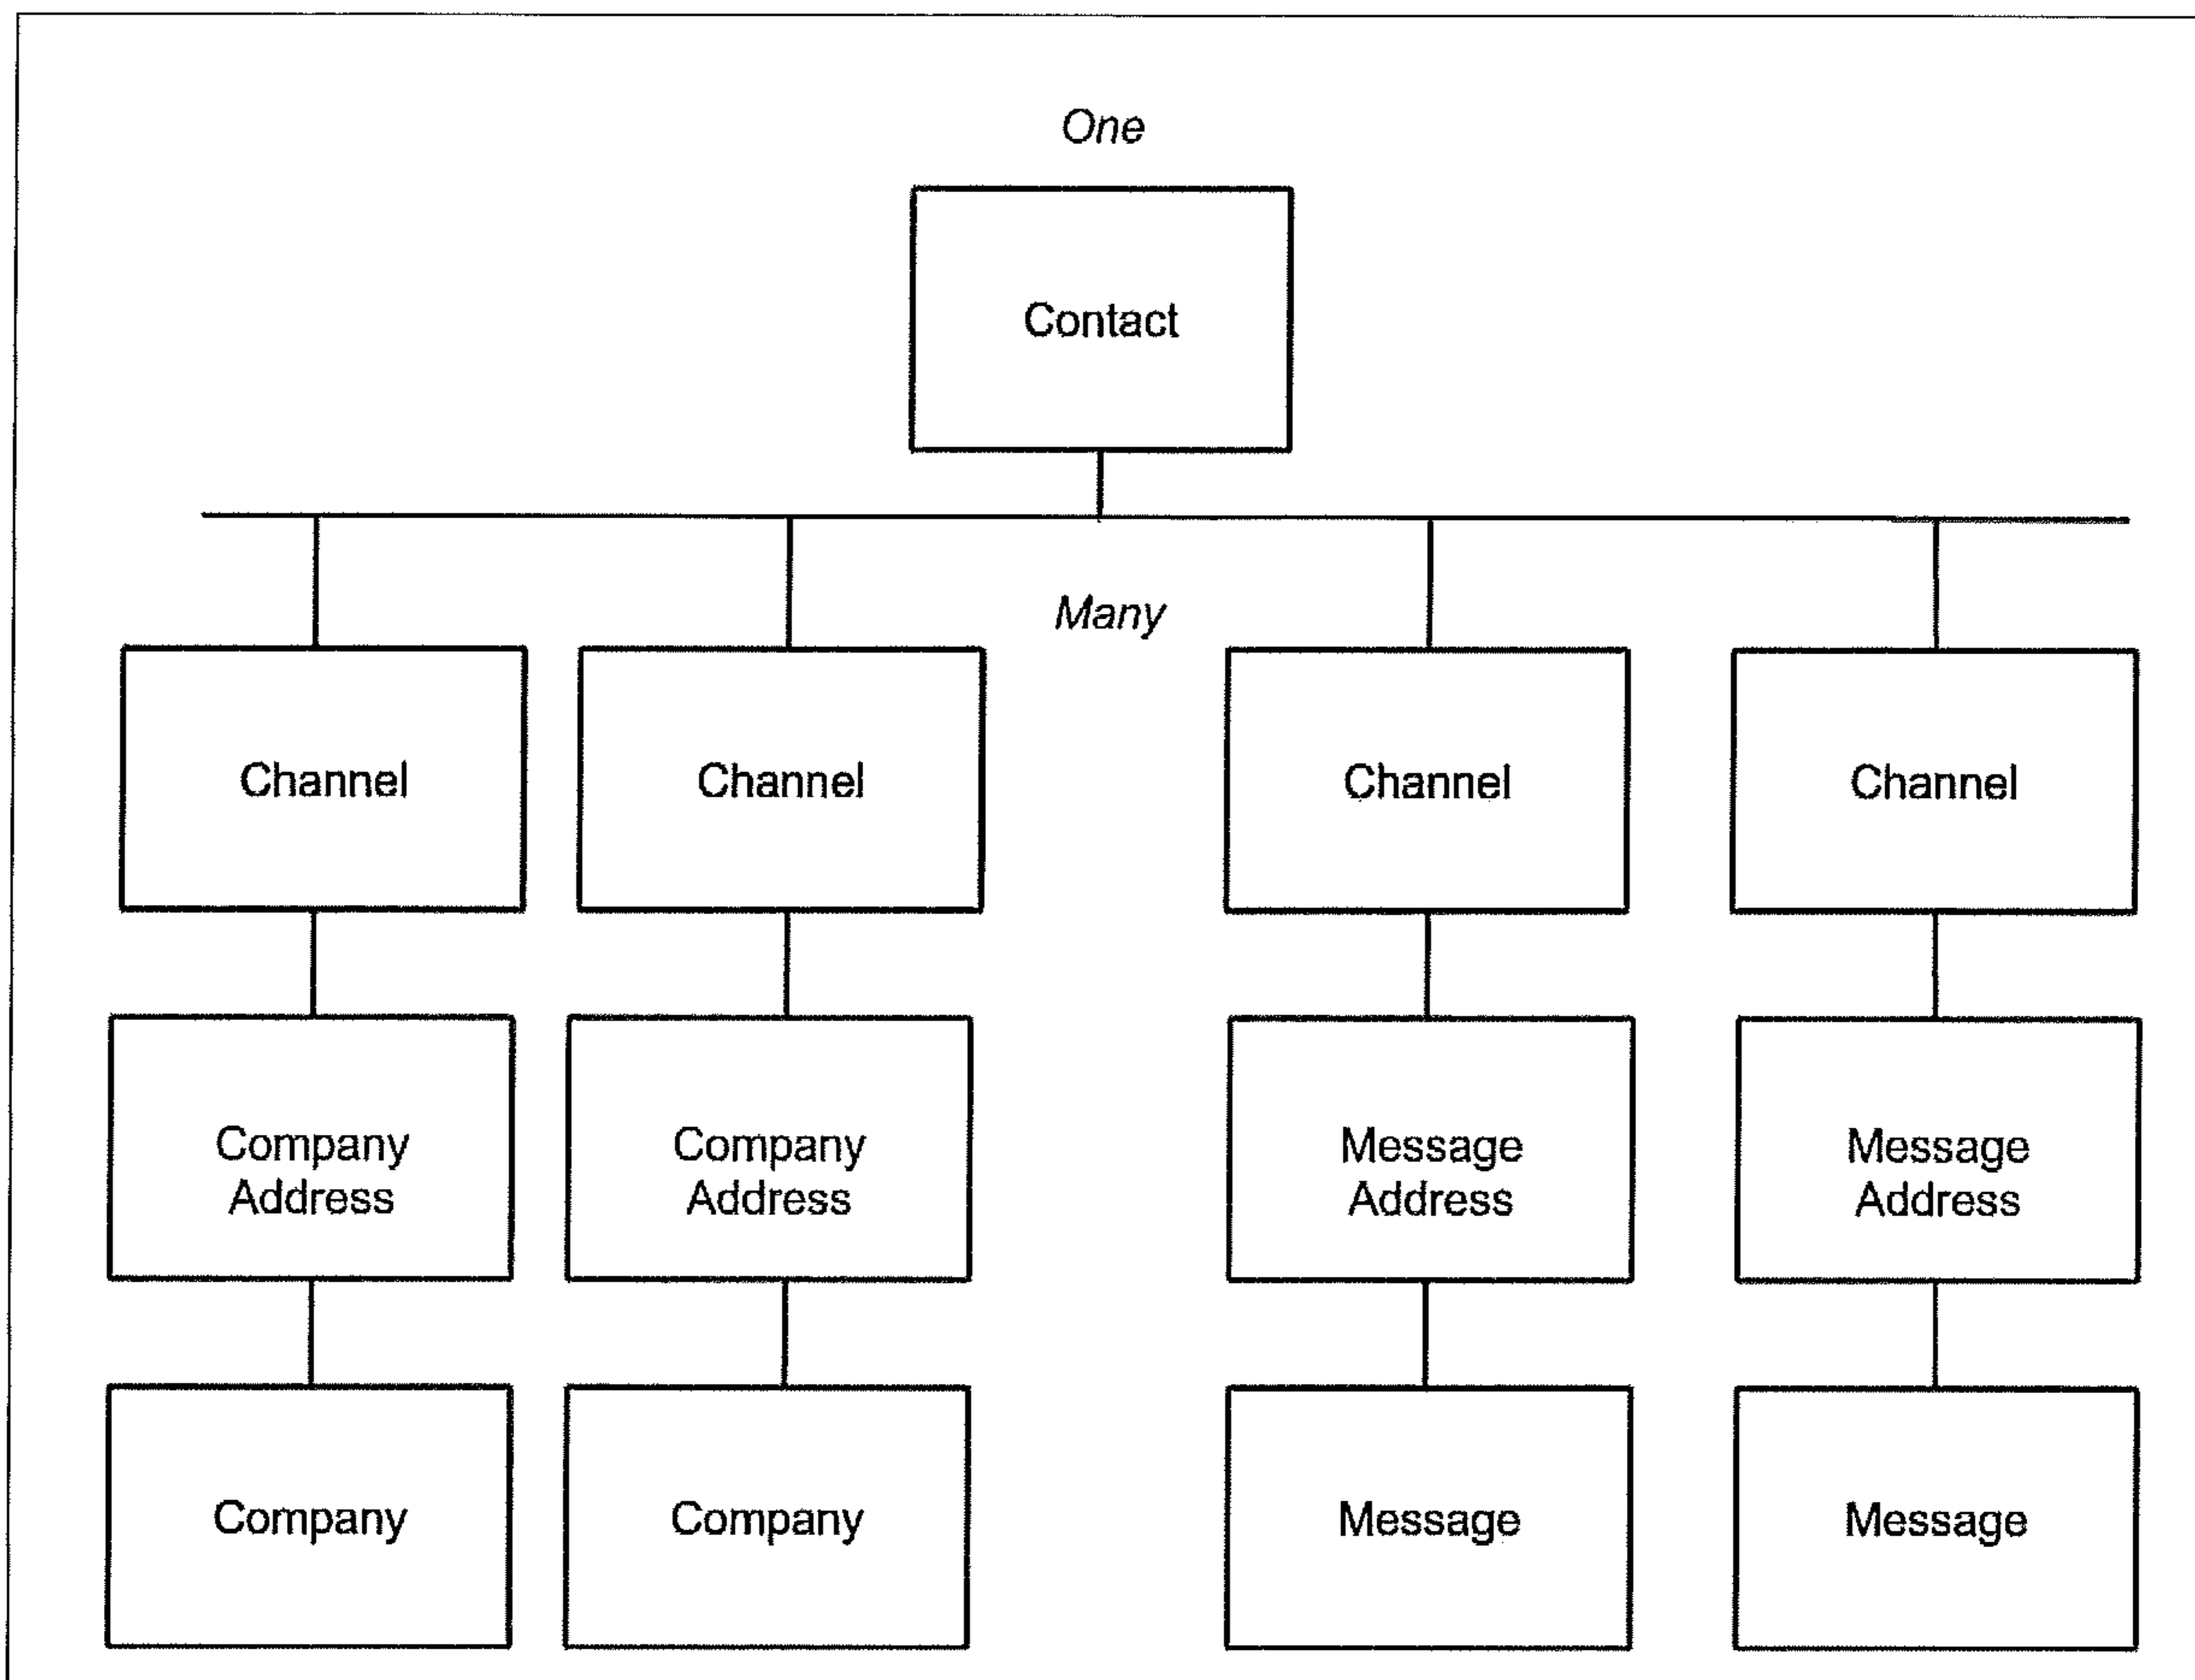 One
Contact
Many
Channel
Channel
Channel
Channel
Company
Address
Company
Address
Message
Address
Message
Address
Company
Company
Message
Message